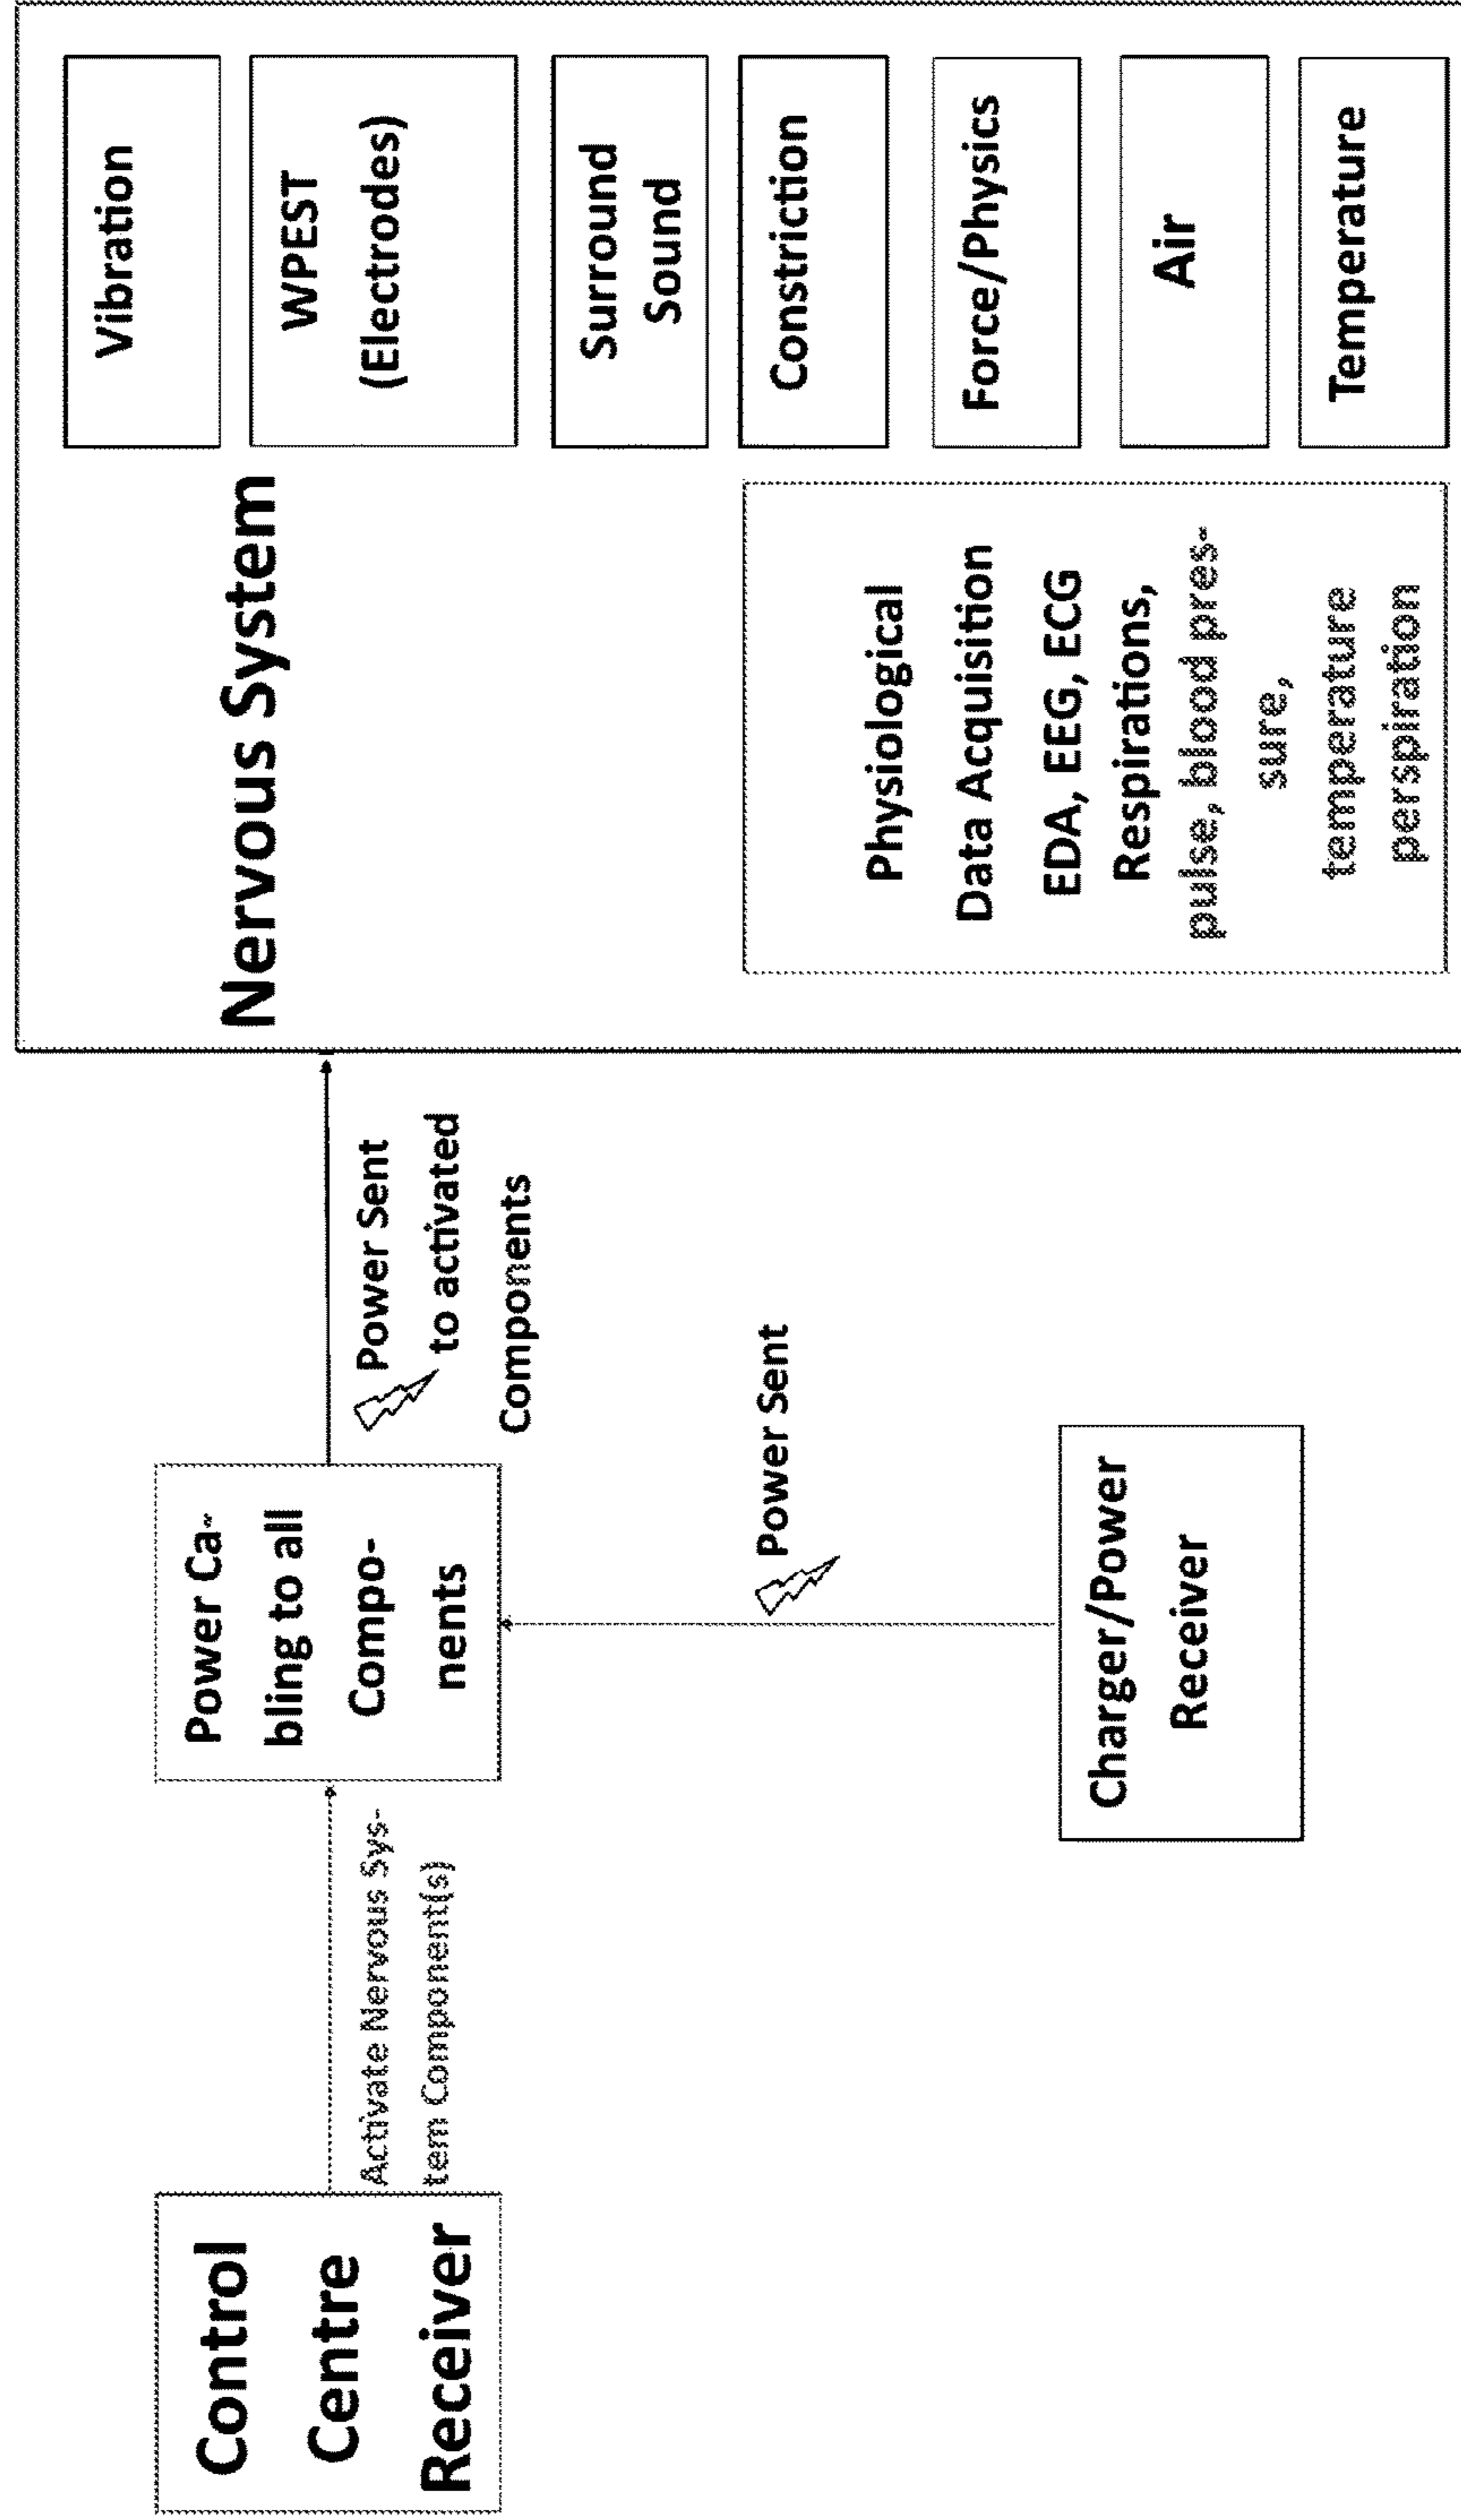 Control
Centre
Receiver
Activate Nervous Sys-
tem Component(s)
Power Ca-
bling to all
Compo-
nents
Power Sent
to activated
Components
Power Sent
Charger/Power
Receiver
Nervous System
Physiological
Data Acquisition
EDA, EEG, ECG
Respirations,
pulse, blood pres-
sure,
temperature
perspiration
Vibration
WPEST
(Electrodes)
Surround
Sound
Constriction
Force/Physics
Air
Temperature